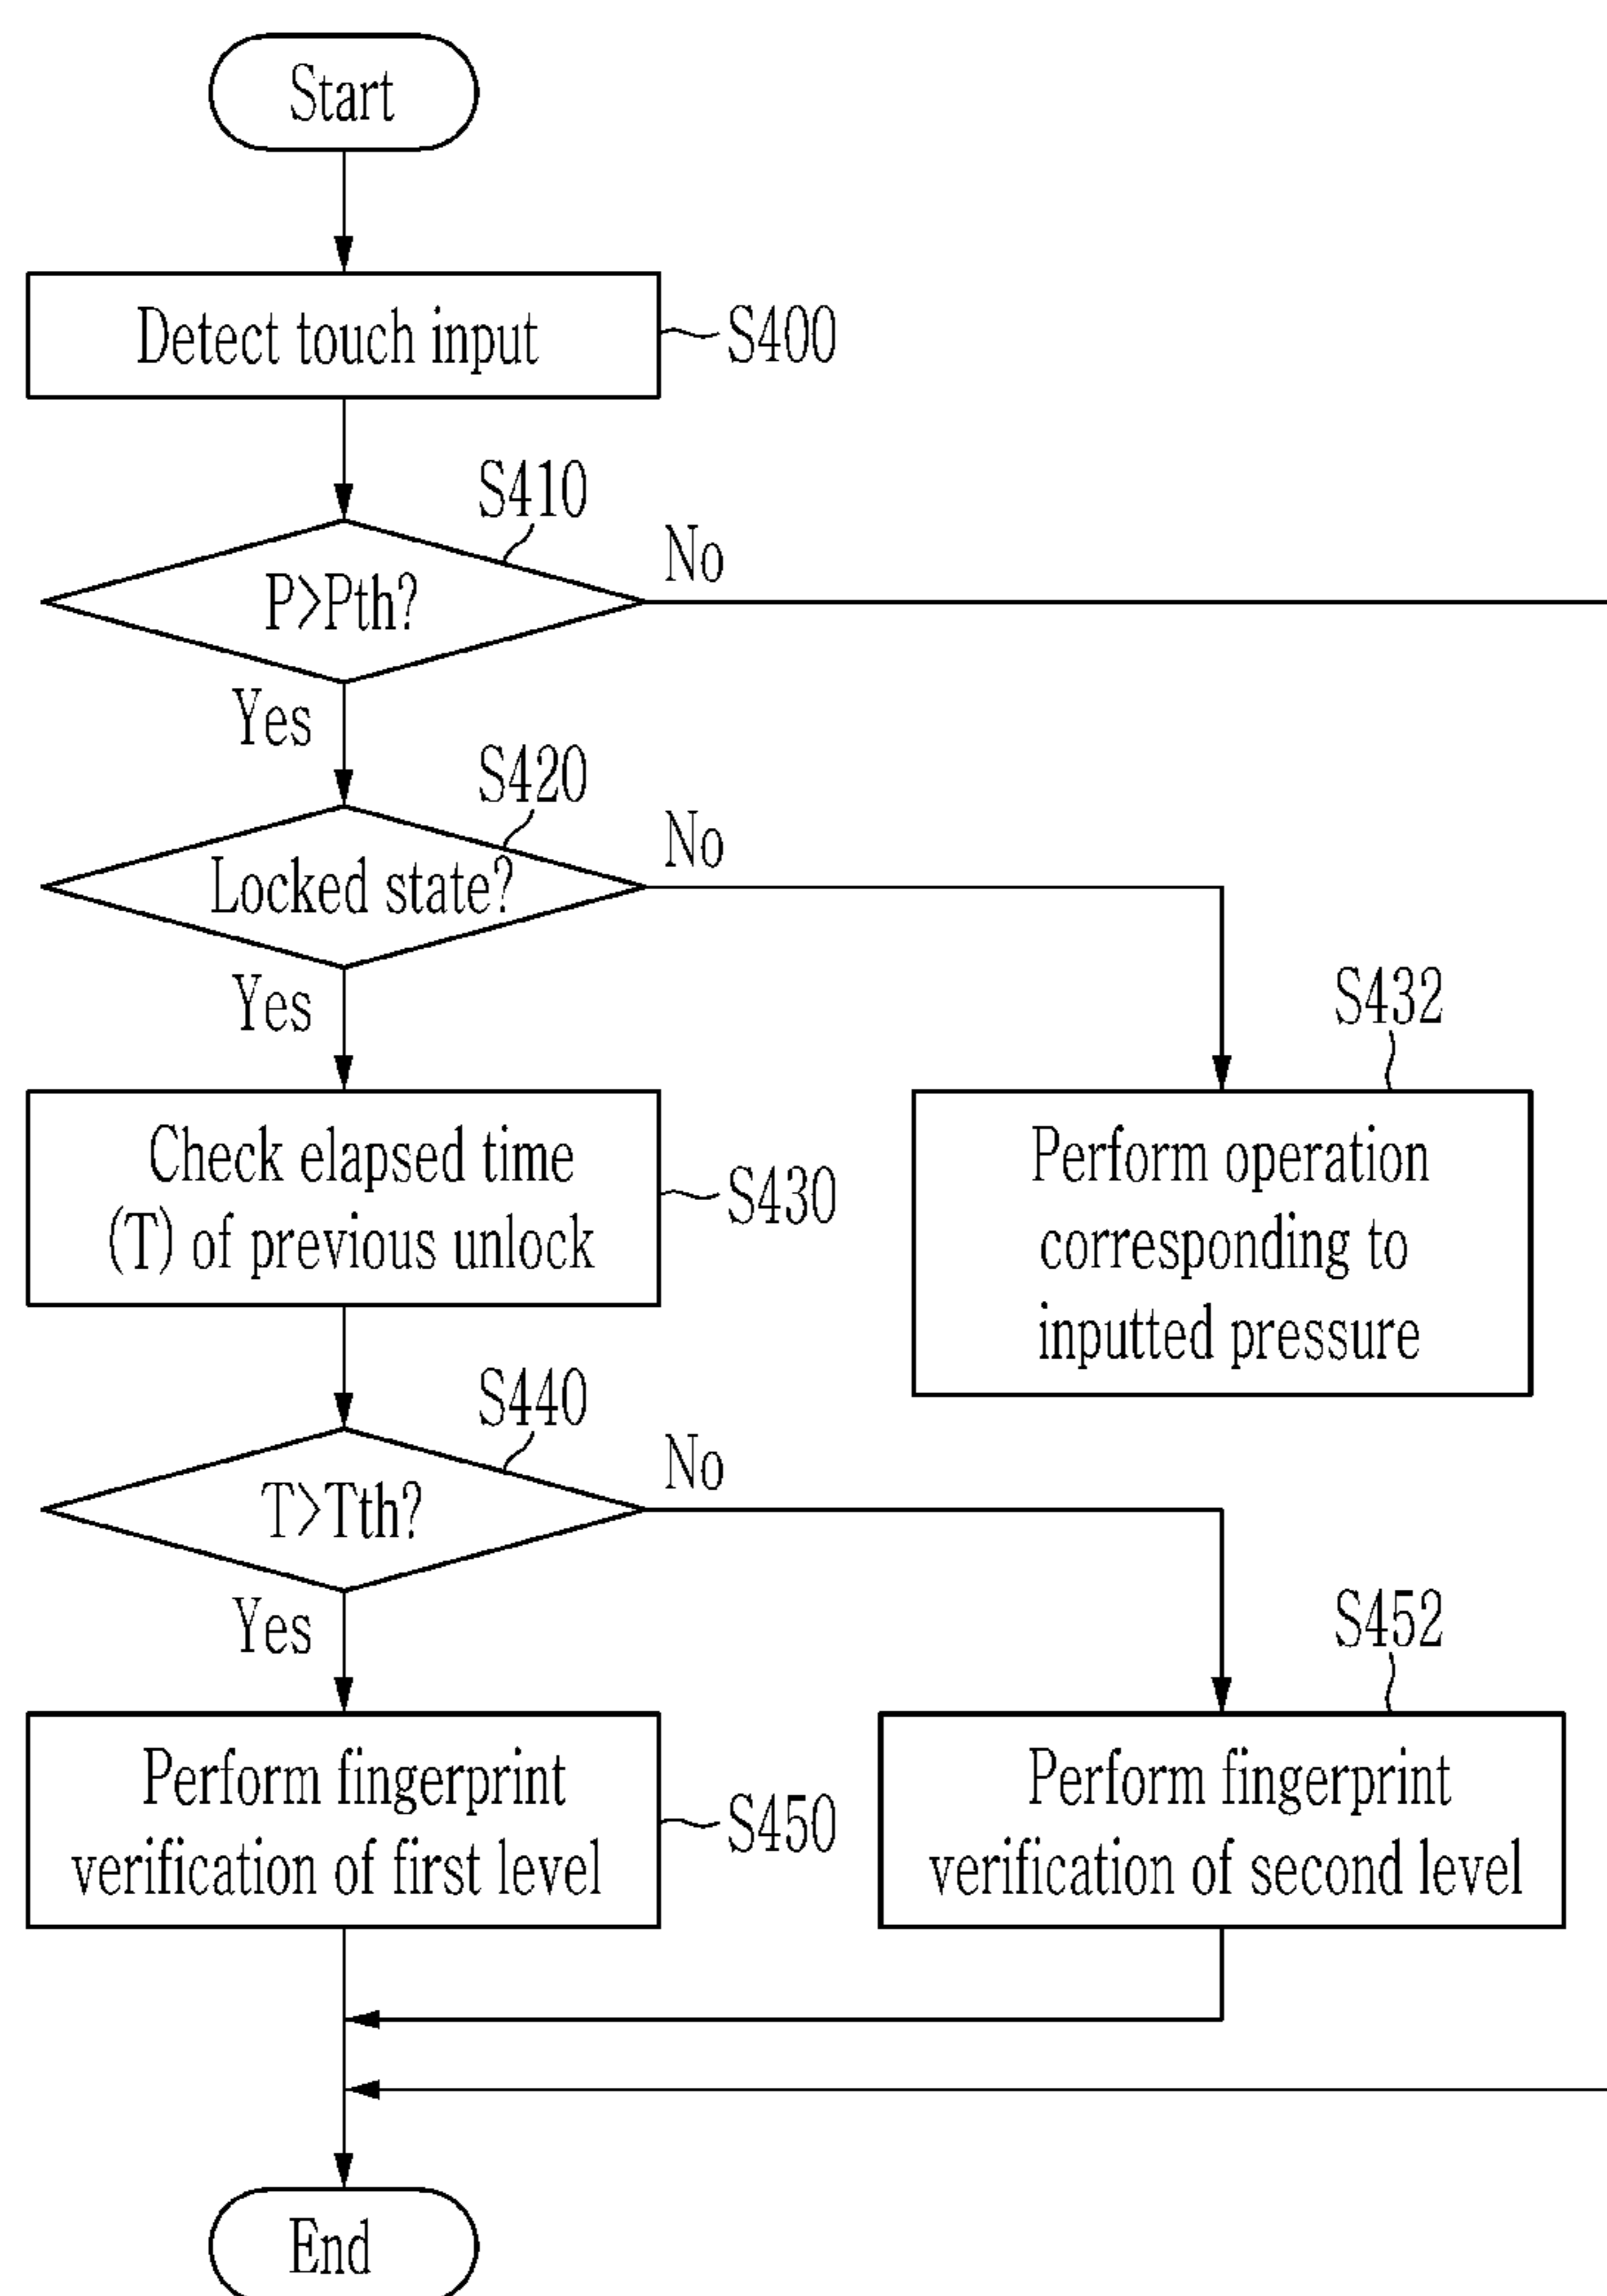 Start
Detect touch input
S400
S410
P>Pth?
No
Yes
S420
Locked state?
No
Yes
S432
Check elapsed time
(T) of previous unlock
S430
Perform operation
corresponding to
inputted pressure
S440
T>Tth?
No
Yes
S452
Perform fingerprint
verification of first level
S450
Perform fingerprint
verification of second level
End